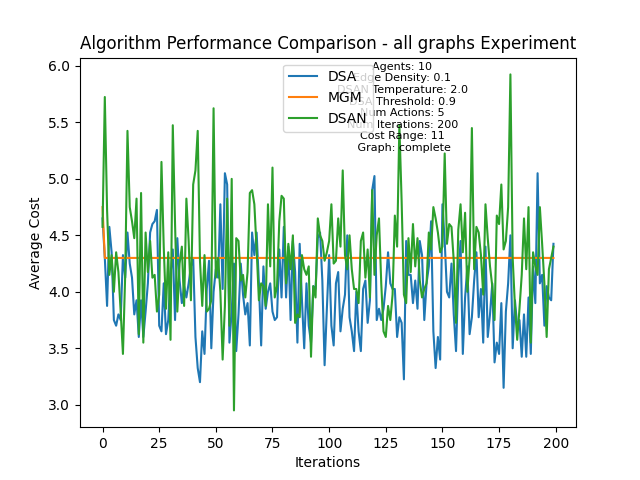 Algorithm Performance Comparison - all graphs Experiment
6.0
5.5
5.0
4.5
4.0
3.5
3.0
Average Cost
DSA
MGM
DSAN
Agents: 10
Edge Density: 0.1
DSAN Temperature: 2.0
DSA Threshold: 0.9
Num Actions: 5
Num Iterations: 200
Cost Range: 11
Graph: complete
0
25
50
75
100
125
150
175
200
Iterations